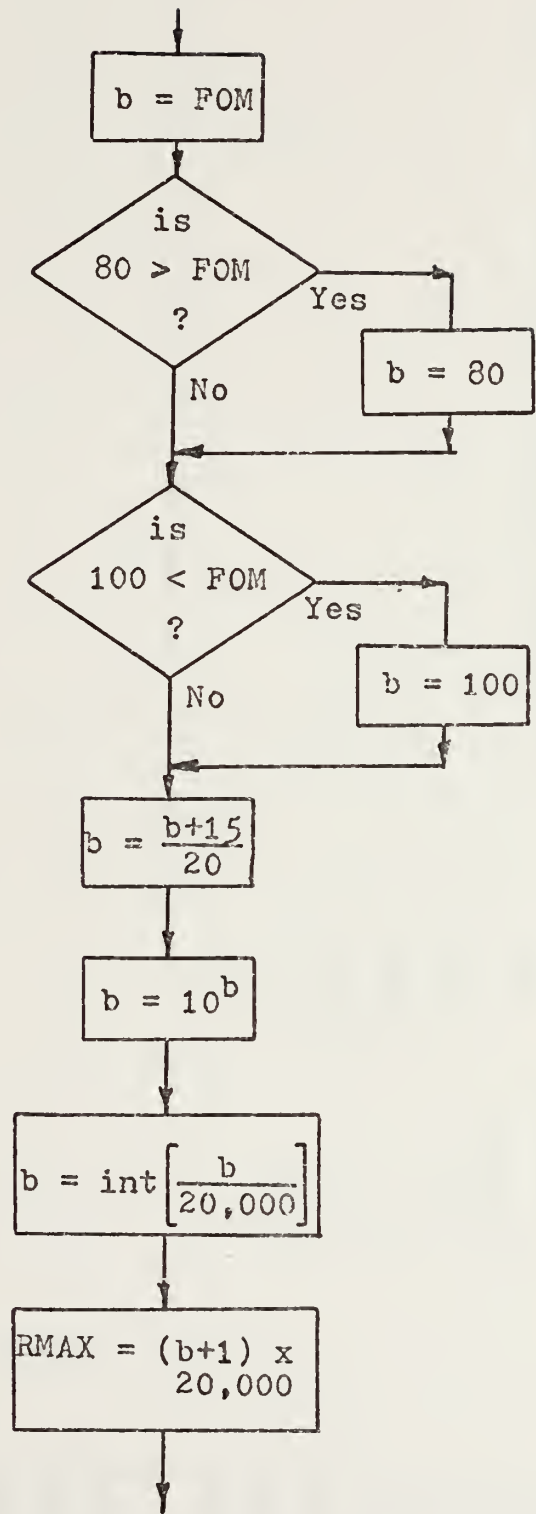 b = FOM
is
80 > FOM
?
Yes
b = 80
No
is
100 < FOM
?
Yes
b = 100
No
b = b+15
20
b = 10^b
b = int[b
20,000]
RMAX = (b+1) x
20,000